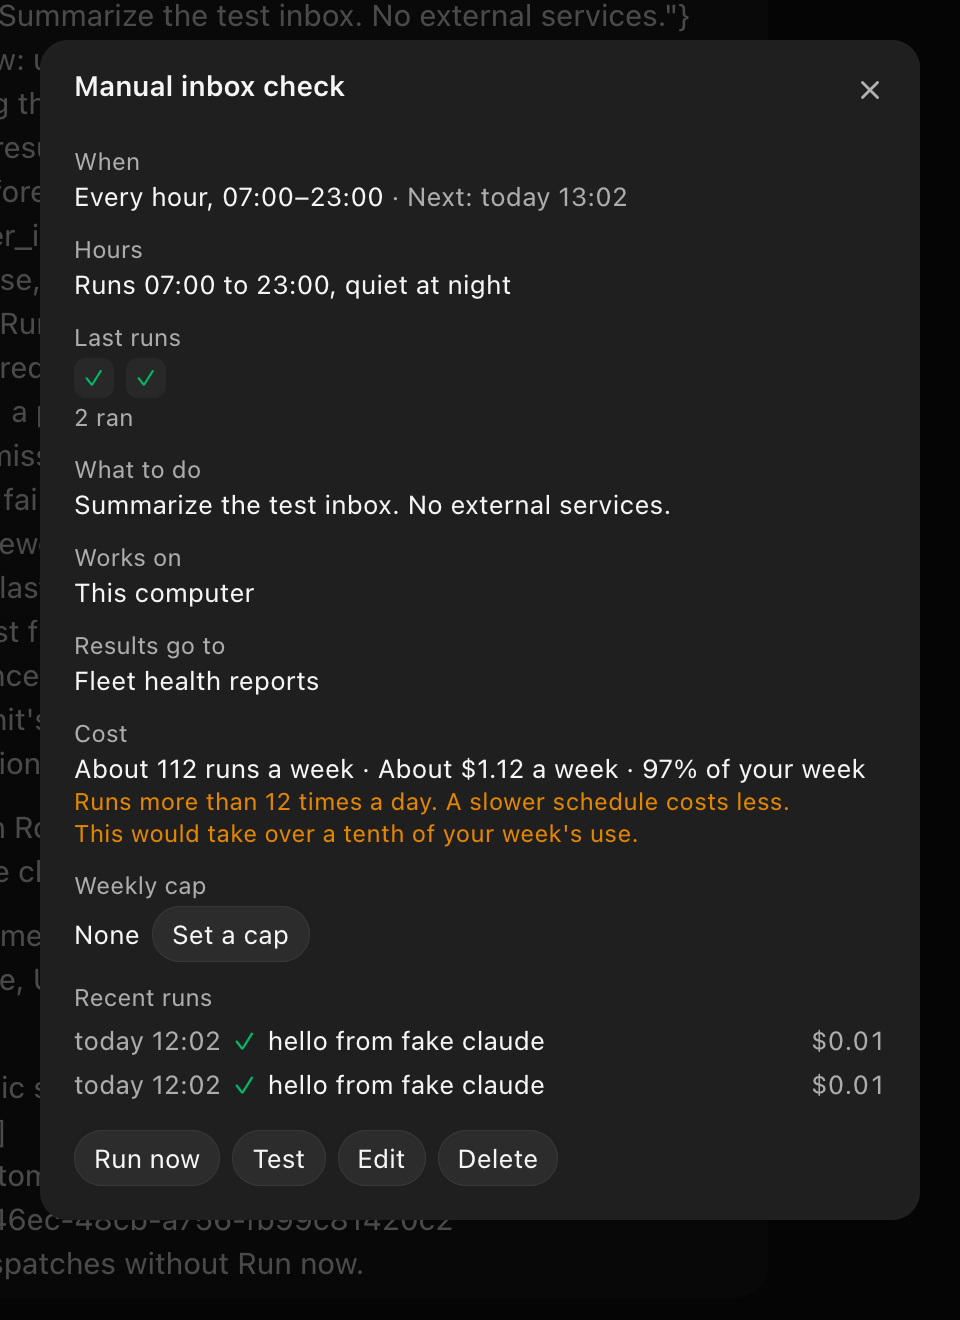 Summarize the test inbox. No external services."}
Manual inbox check
When
Every hour, 07:00–23:00 · Next: today 13:02
Hours
Runs 07:00 to 23:00, quiet at night
Last runs
2 ran
What to do
Summarize the test inbox. No external services.
Works on
This computer
Results go to
Fleet health reports
Cost
About 112 runs a week · About $1.12 a week · 97% of your week
Runs more than 12 times a day. A slower schedule costs less.
This would take over a tenth of your week's use.
Weekly cap
None Set a cap
Recent runs
today 12:02 ✓ hello from fake claude $0.01
today 12:02 ✓ hello from fake claude $0.01
Run now Test Edit Delete
without Run now.